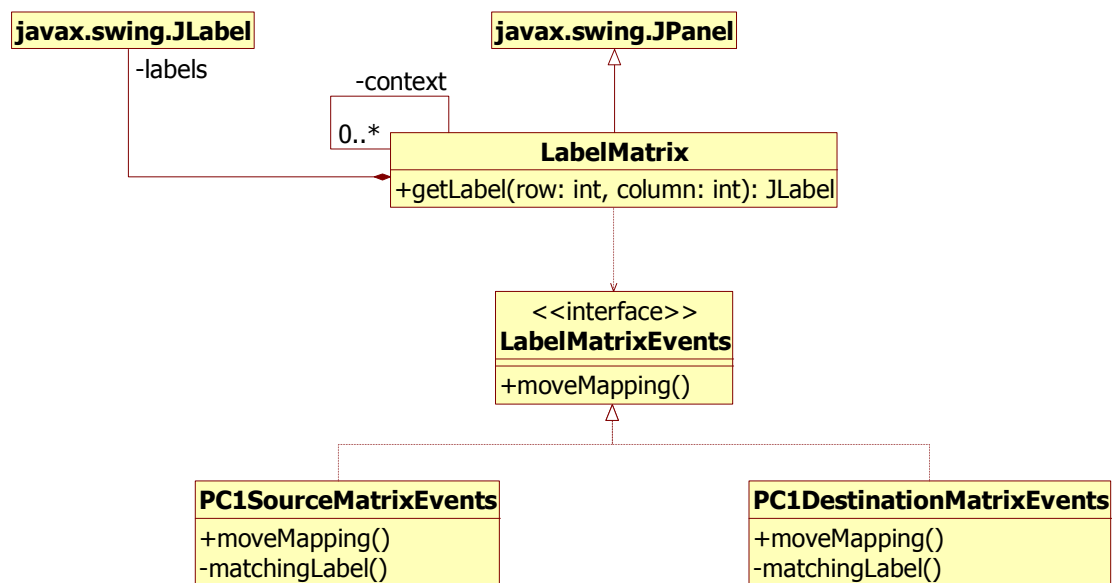 javax.swing.JLabel
javax.swing.JPanel
-labels
-context
0..*
LabelMatrix
+getLabel(row: int, column: int): JLabel
<<interface>>
LabelMatrixEvents
+moveMapping()
PC1SourceMatrixEvents
+moveMapping()
-matchingLabel()
PC1DestinationMatrixEvents
+moveMapping()
-matchingLabel()